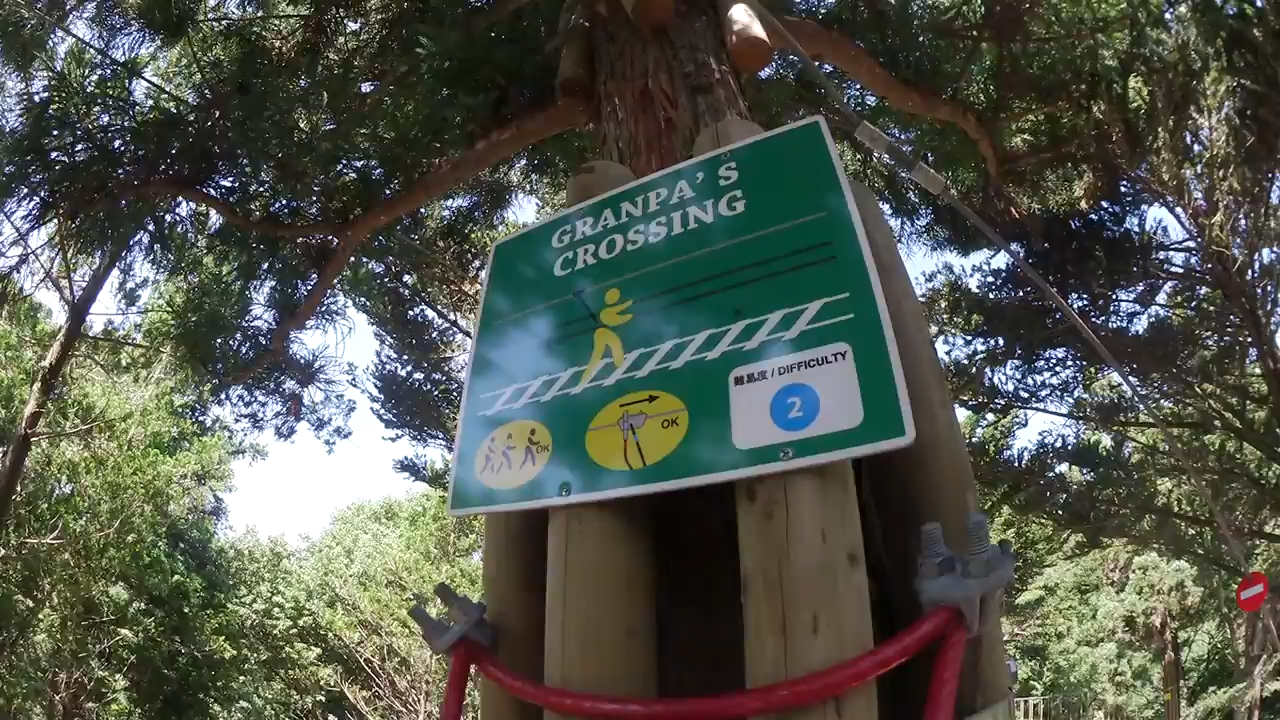 GRANPA'S
CROSSING
難易度 / DIFFICULTY
2
OK
OK